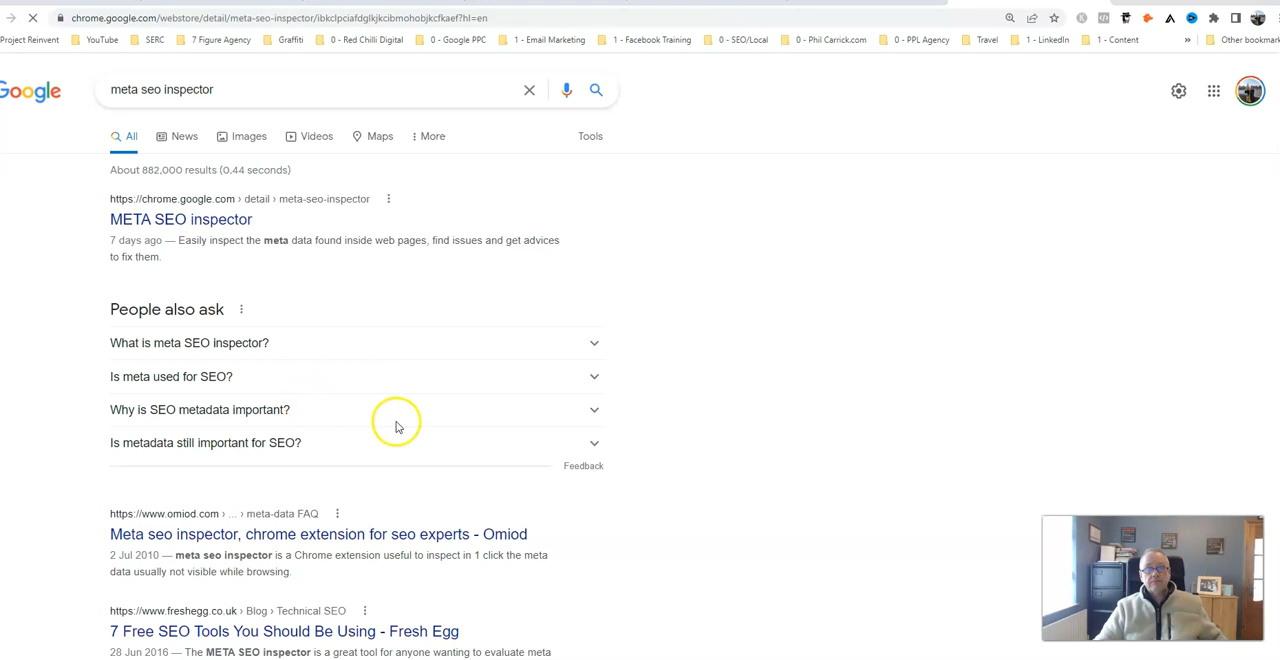 chrome.google.com/webstore/detail/meta-seo-inspector/ibkclpciafdglkjkcibmohobjkcfkaef?hl=en
Project Reinvent YouTube SERC 7 Figure Agency Graffiti 0 - Red Chilli Digital 0 - Google PPC 1 - Email Marketing 1 - Facebook Training 0 - SEO/Local 0 - Phil Carrick.com 0 - PPL Agency Travel 1 - LinkedIn 1 - Content » Other bookmar
Google meta seo inspector
All News Images Videos Maps More Tools
About 882,000 results (0.44 seconds)
https://chrome.google.com › detail › meta-seo-inspector
META SEO inspector
7 days ago — Easily inspect the meta data found inside web pages, find issues and get advices
to fix them.
People also ask
What is meta SEO inspector?
Is meta used for SEO?
Why is SEO metadata important?
Is metadata still important for SEO?
Feedback
https://www.omiod.com › ... › meta-data FAQ
Meta seo inspector, chrome extension for seo experts - Omiod
2 Jul 2010 — meta seo inspector is a Chrome extension useful to inspect in 1 click the meta
data usually not visible while browsing.
https://www.freshegg.co.uk › Blog › Technical SEO
7 Free SEO Tools You Should Be Using - Fresh Egg
28 Jun 2016 — The META SEO inspector is a great tool for anyone wanting to evaluate meta